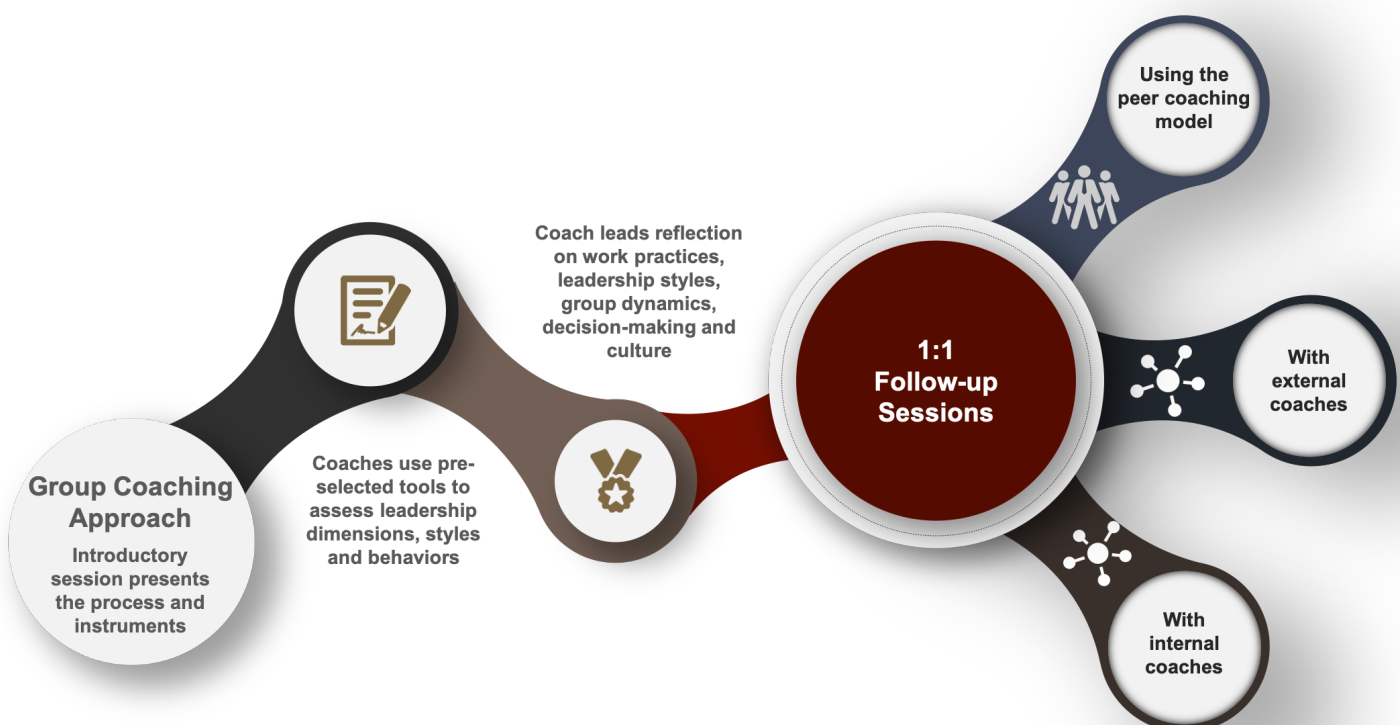 Group Coaching
Approach
Introductory
session presents
the process and
instruments
Coaches use pre-
selected tools to
assess leadership
dimensions, styles
and behaviors
Coach leads reflection
on work practices,
leadership styles,
group dynamics,
decision-making and
culture
1:1
Follow-up
Sessions
Using the
peer coaching
model
With
external
coaches
With
internal
coaches